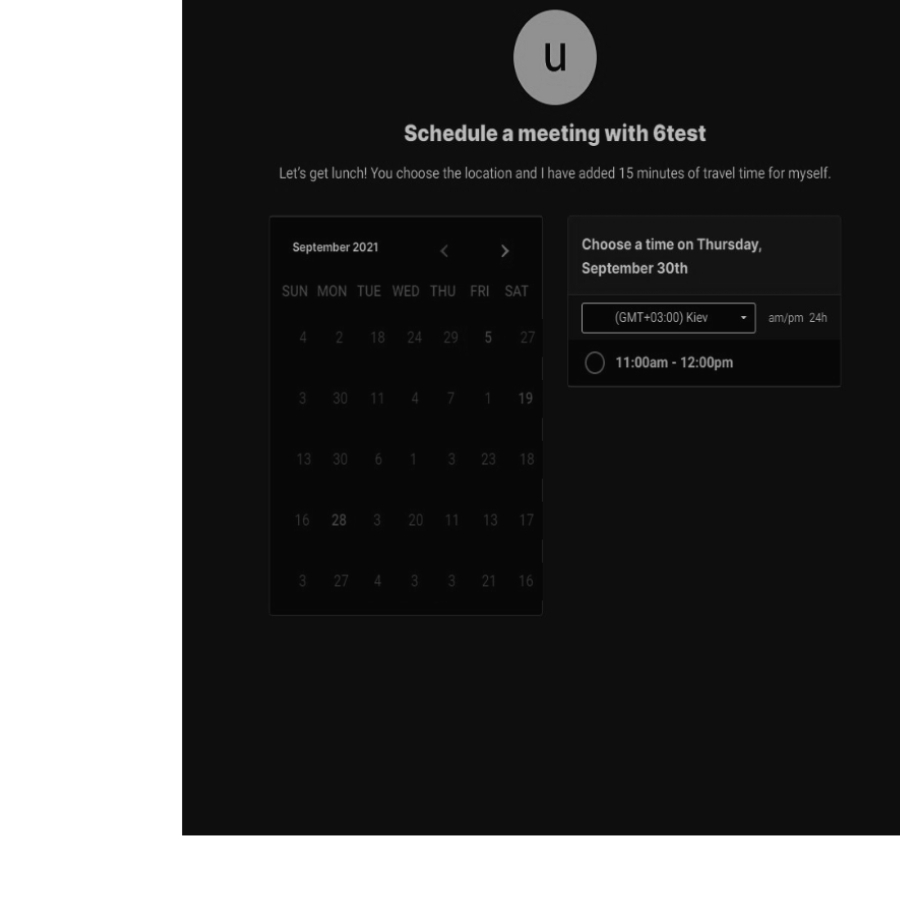 u
Schedule a meeting with 6test
Let's get lunch! You choose the location and I have added 15 minutes of travel time for myself.
September 2021
SUN MON TUE WED THU FRI SAT
4 2 18 24 29 5 27
3 30 11 4 7 1 19
13 30 6 1 3 23 18
16 28 3 20 11 13 17
3 27 4 3 3 21 16
Choose a time on Thursday,
September 30th
(GMT+03:00) Kiev am/pm 24h
11:00am - 12:00pm